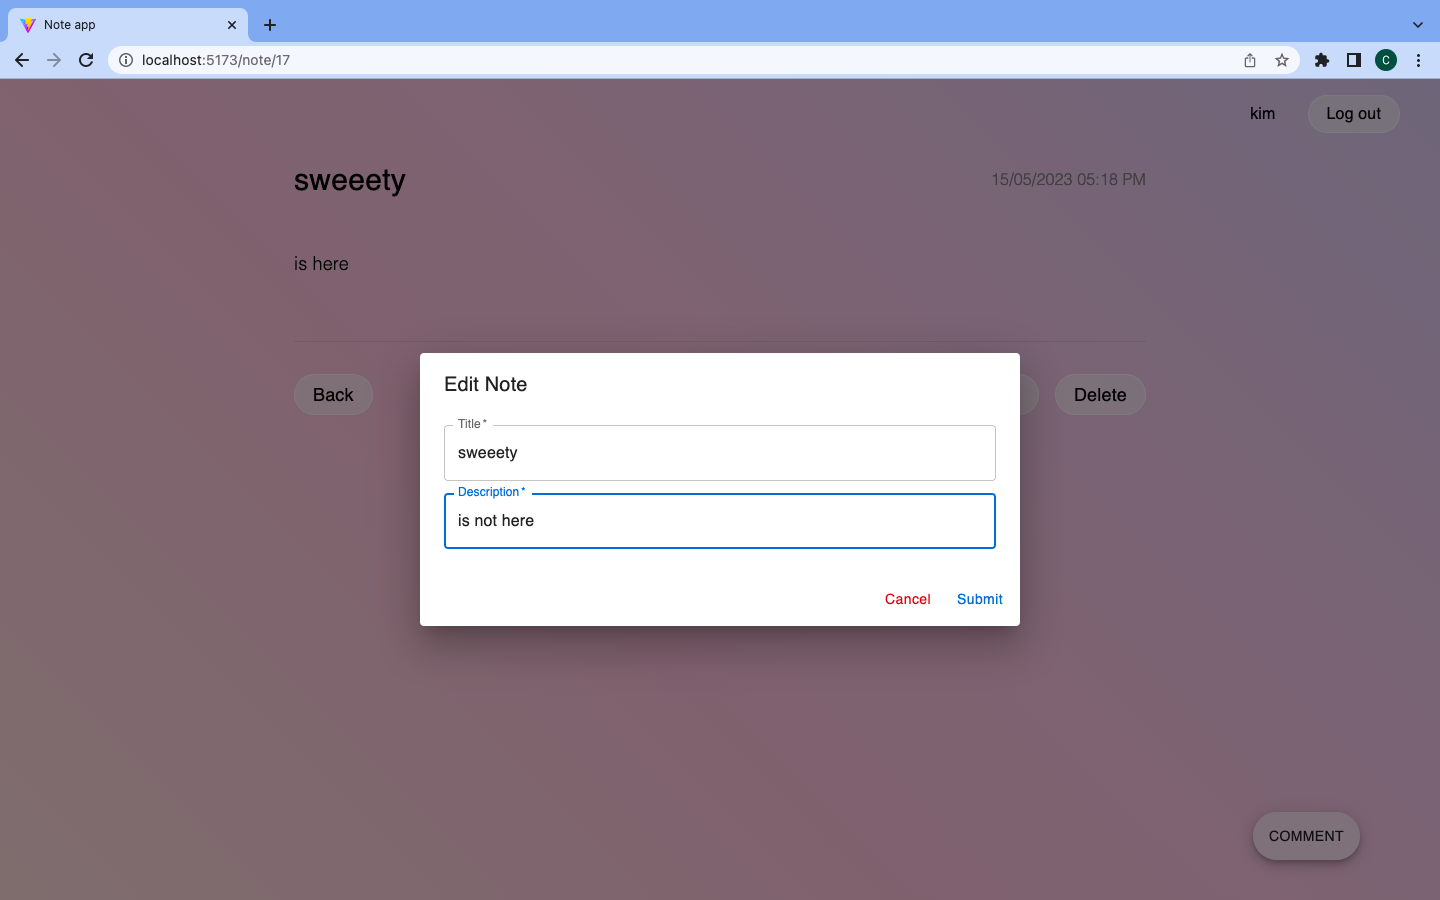 Note app
localhost:5173/note/17
C
kim
Log out
sweeety
15/05/2023 05:18 PM
is here
Back
Delete
Edit Note
Title *
sweeety
Description *
is not here
Cancel
Submit
COMMENT